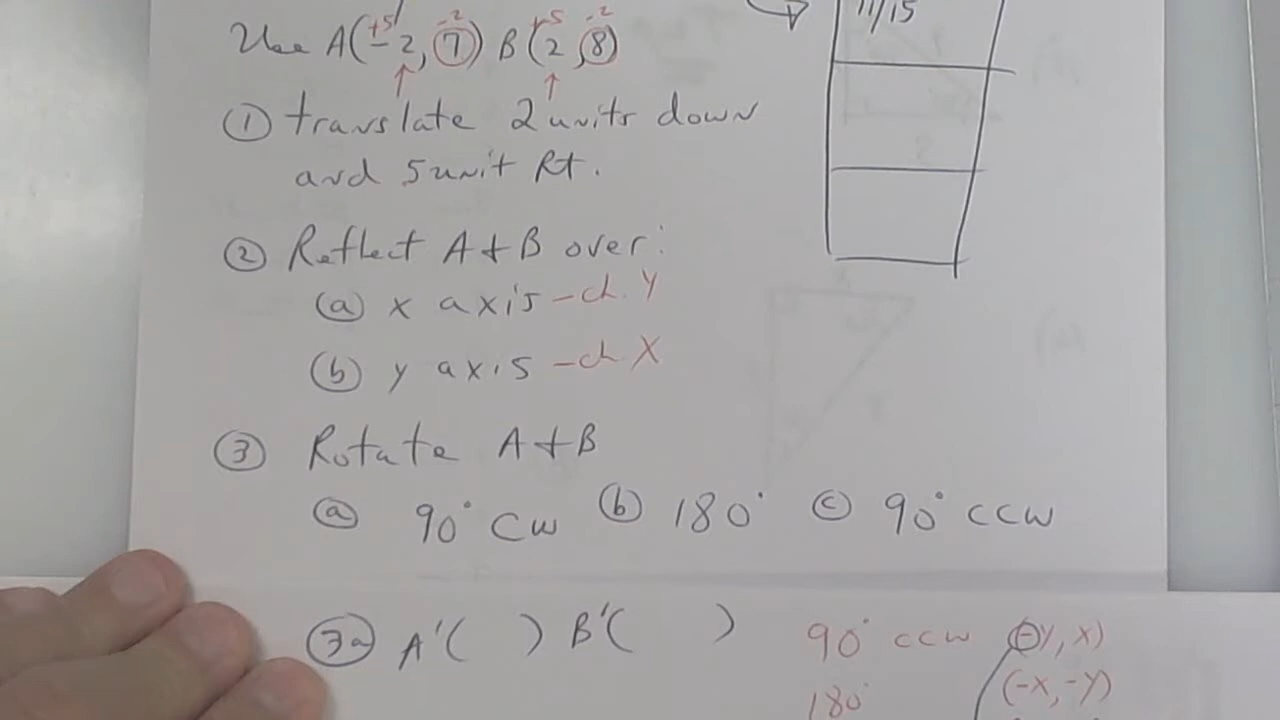 +5 -2 +5 -2
Use A(-2, 7) B(2, 8)
11/15
① translate 2 units down
and 5 unit Rt.
② Reflect A + B over:
ⓐ x axis - ch. Y
ⓑ y axis - ch X
③ Rotate A + B
ⓐ 90° CW ⓑ 180° ⓒ 90° CCW
3a A'( ) B'( )
90° CCW (-y, x)
180° (-x, -y)